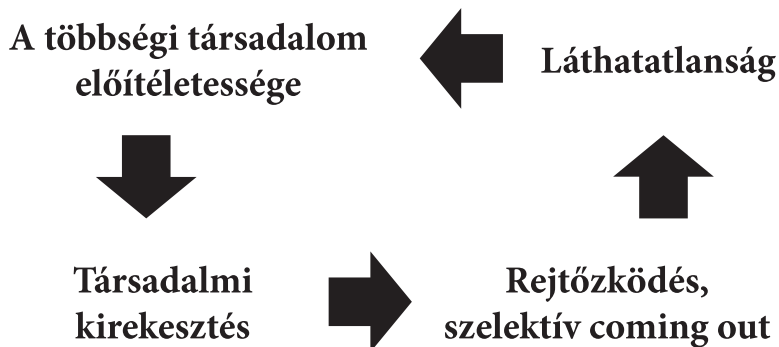 A többségi társadalom
előítéletessége
Láthatatlanság
Társadalmi
kirekesztés
Rejtőzködés,
szelektív coming out